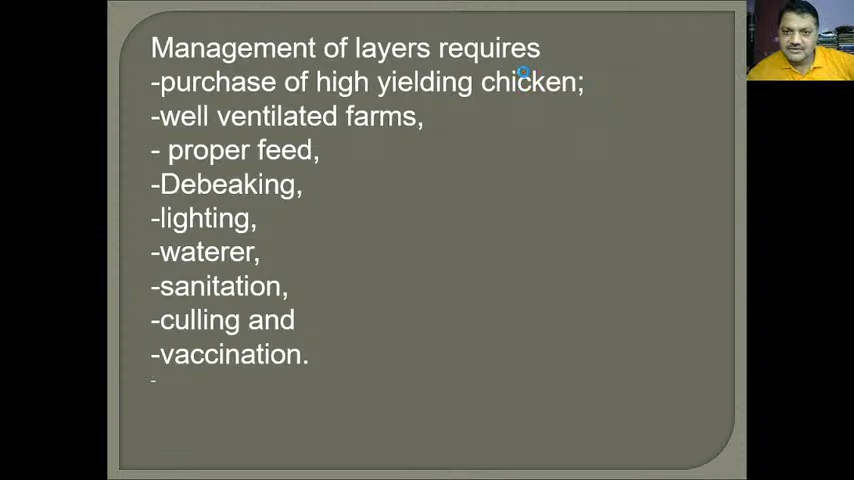 Management of layers requires
-purchase of high yielding chicken;
-well ventilated farms,
- proper feed,
-Debeaking,
-lighting,
-waterer,
-sanitation,
-culling and
-vaccination.
-